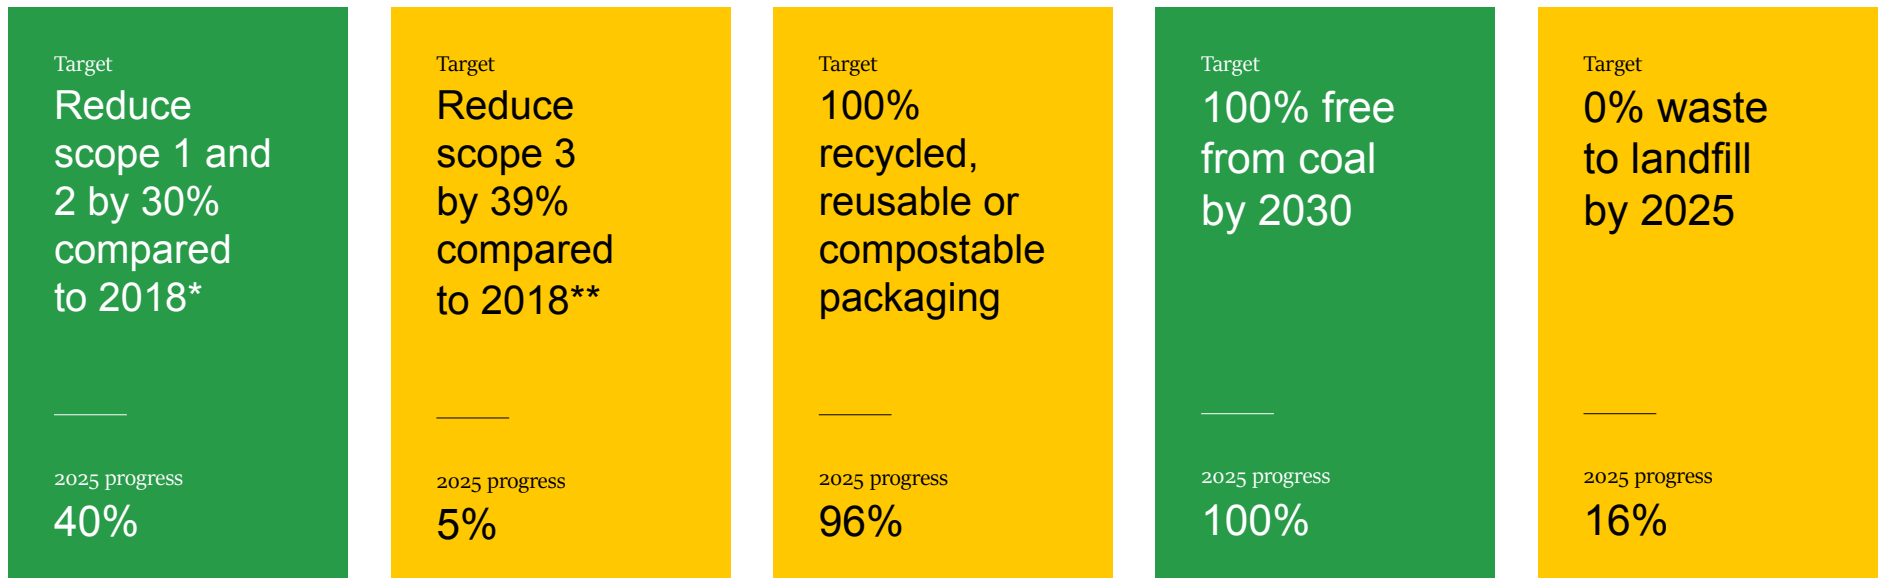 Target
Reduce
scope 1 and
2 by 30%
compared
to 2018*
2025 progress
40%
Target
Reduce
scope 3
by 39%
compared
to 2018**
2025 progress
5%
Target
100%
recycled,
reusable or
compostable
packaging
2025 progress
96%
Target
100% free
from coal
by 2030
2025 progress
100%
Target
0% waste
to landfill
by 2025
2025 progress
16%